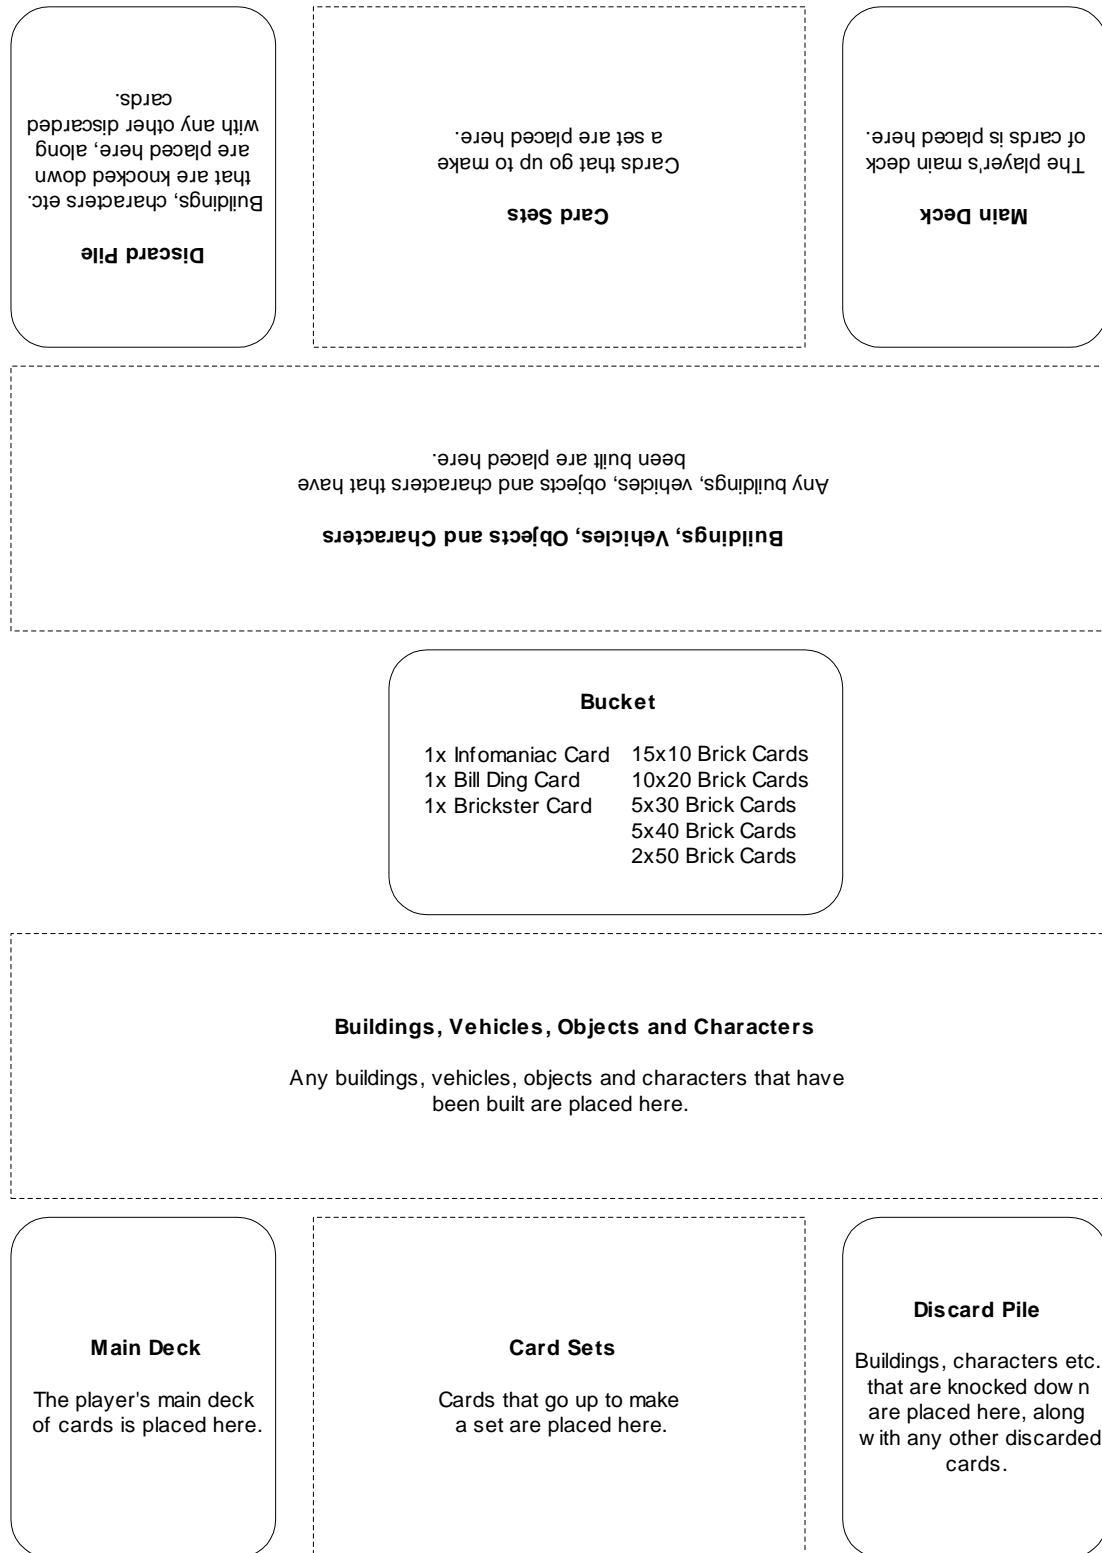 Discard Pile
Buildings, characters etc.
that are knocked down
are placed here, along
with any other discarded
cards.
Card Sets
Cards that go up to make
a set are placed here.
Main Deck
The player's main deck
of cards is placed here.
Buildings, Vehicles, Objects and Characters
Any buildings, vehicles, objects and characters that have
been built are placed here.
Bucket
1x Infomaniac Card
1x Bill Ding Card
1x Brickster Card
15x10 Brick Cards
10x20 Brick Cards
5x30 Brick Cards
5x40 Brick Cards
2x50 Brick Cards
Buildings, Vehicles, Objects and Characters
Any buildings, vehicles, objects and characters that have
been built are placed here.
Main Deck
The player's main deck
of cards is placed here.
Card Sets
Cards that go up to make
a set are placed here.
Discard Pile
Buildings, characters etc.
that are knocked down
are placed here, along
with any other discarded
cards.